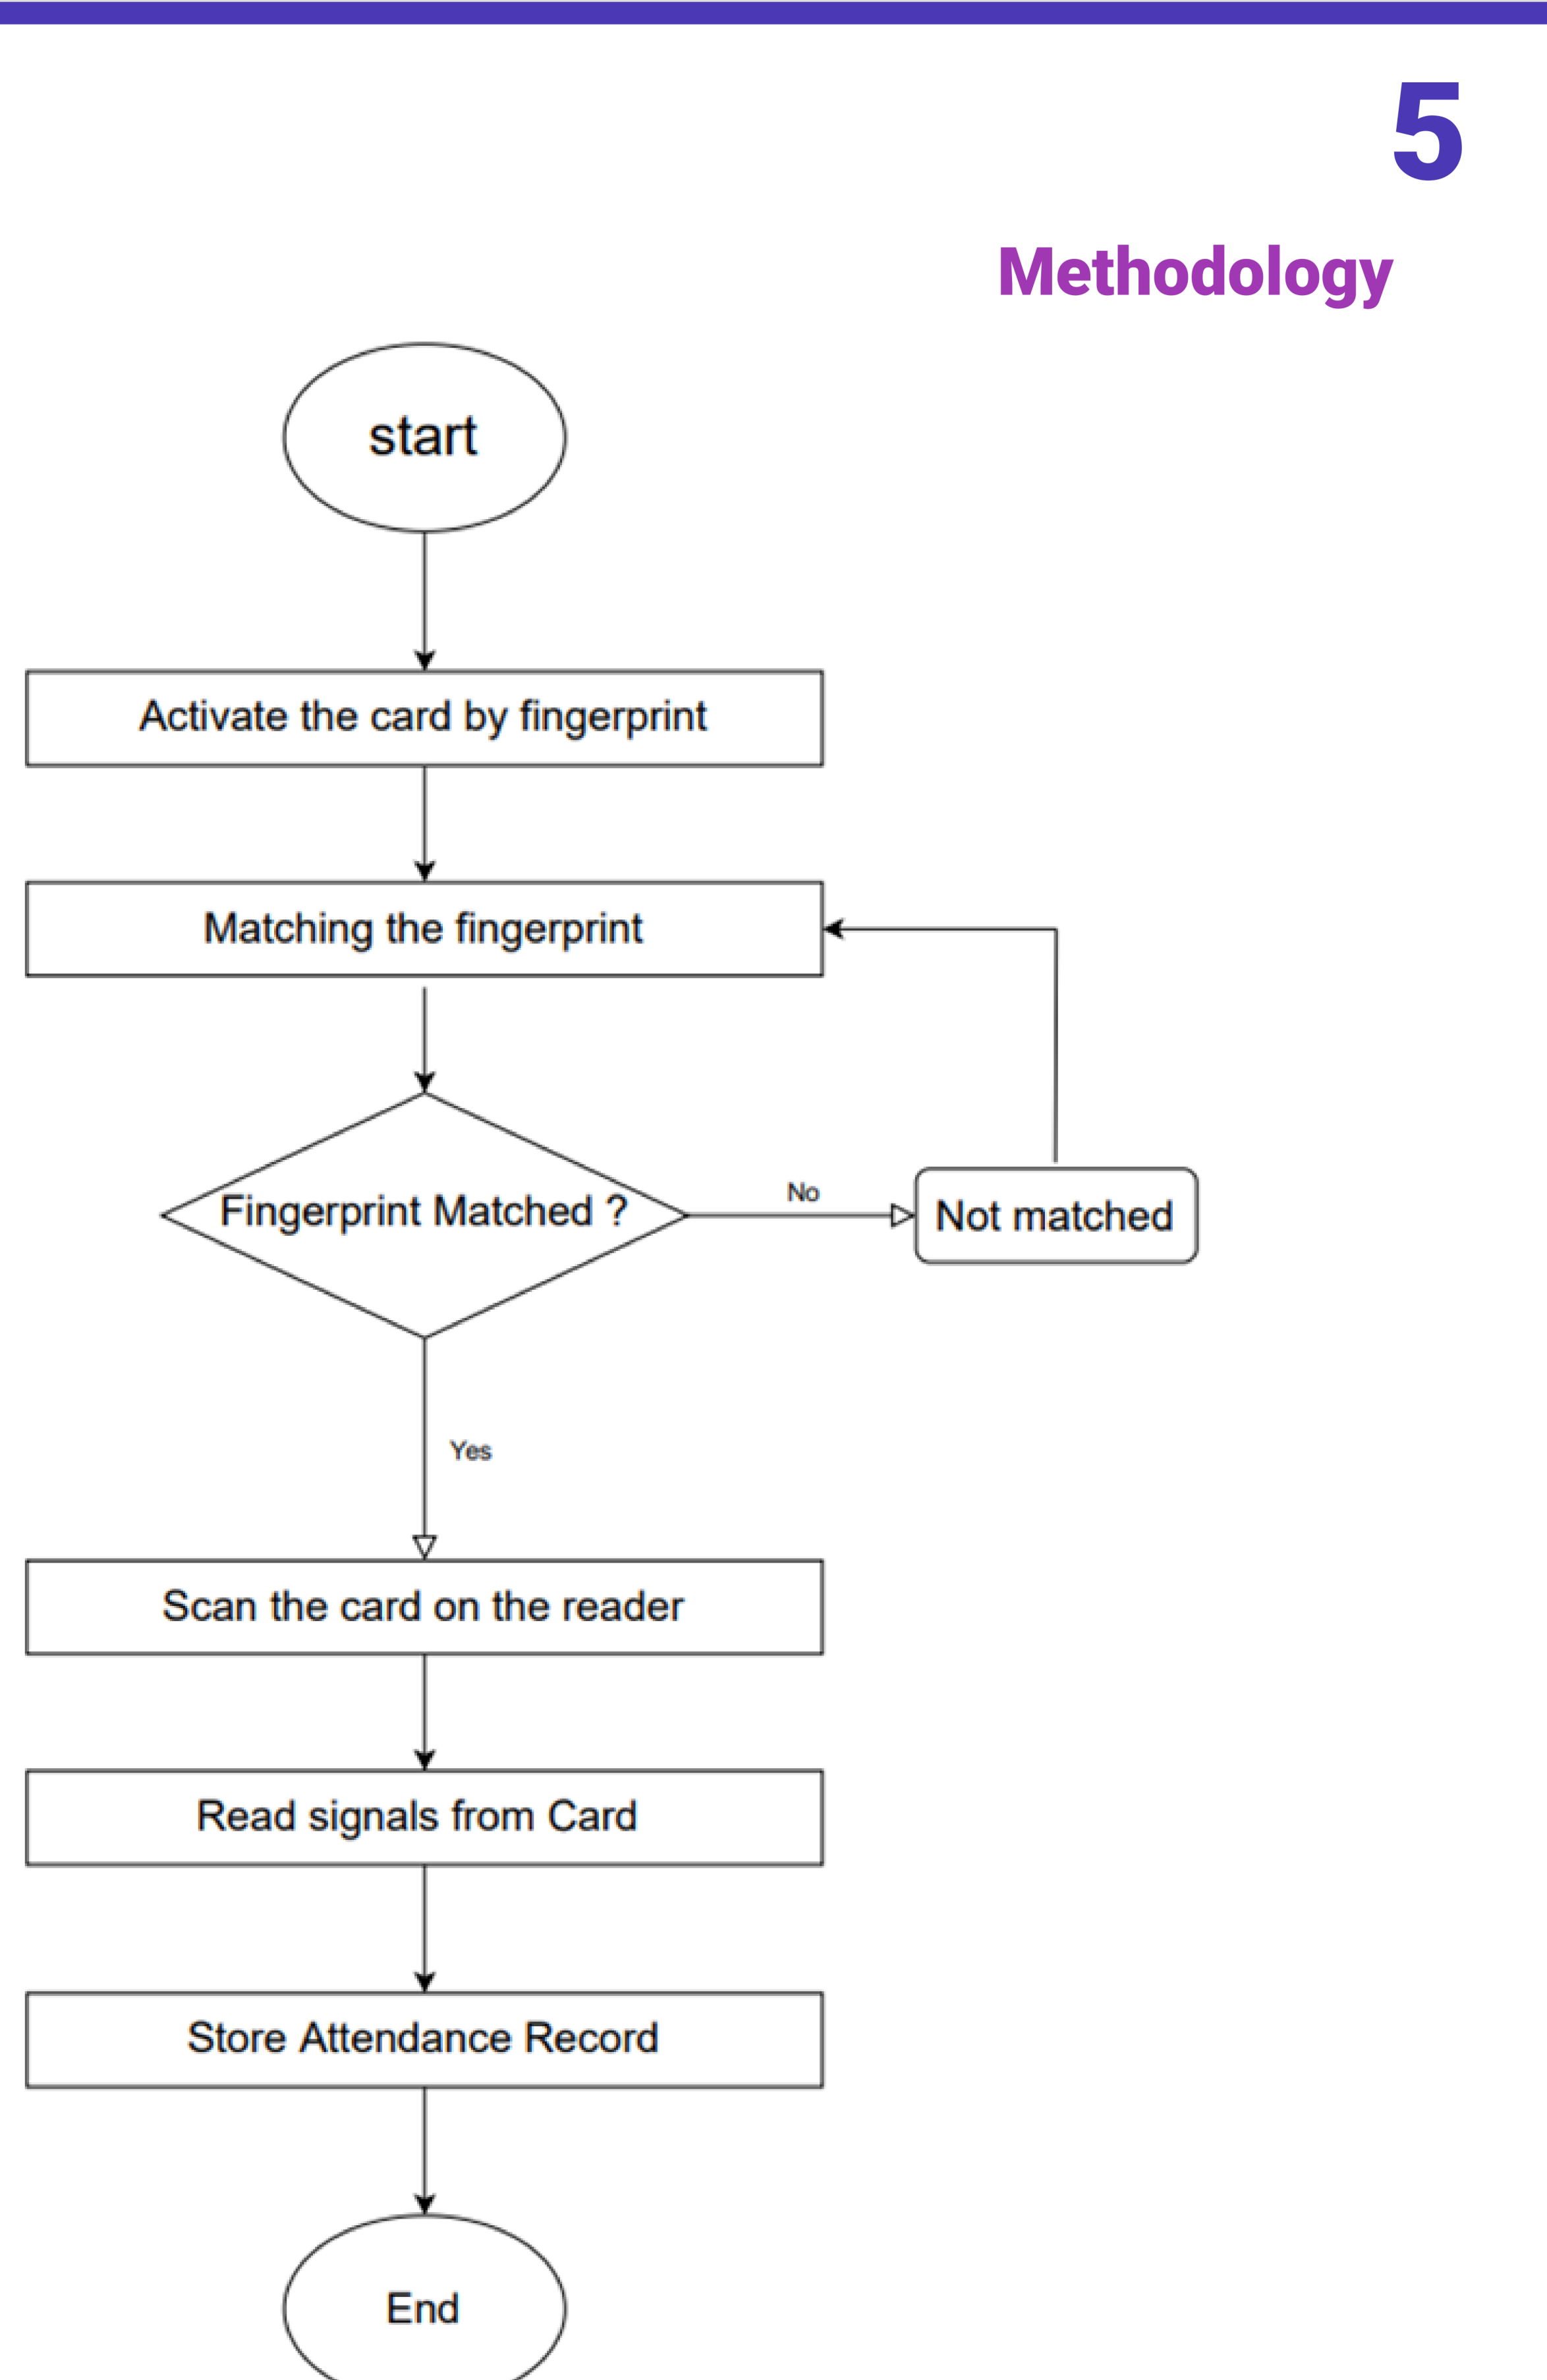 5
Methodology
start
Activate the card by fingerprint
Matching the fingerprint
Fingerprint Matched ?
No
Not matched
Yes
Scan the card on the reader
Read signals from Card
Store Attendance Record
End